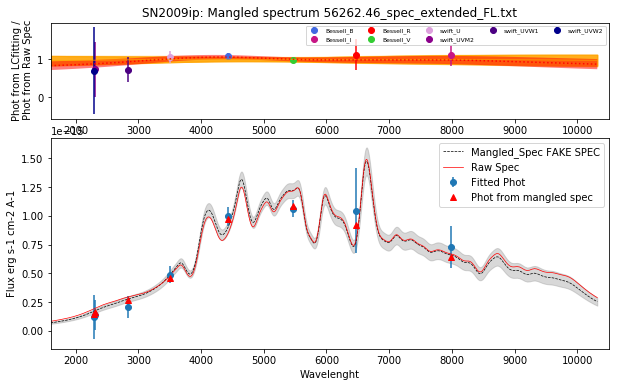 SN2009ip: Mangled spectrum 56262.46_spec_extended_FL.txt
Phot from LCfitting /
Phot from Raw Spec
1
0
Bessell_B Bessell_R swift_U swift_UVW1 swift_UVW2
Bessell_I Bessell_V swift_UVM2
2000 3000 4000 5000 6000 7000 8000 9000 10000
Flux erg s-1 cm-2 A-1
1.50
1.25
1.00
0.75
0.50
0.25
0.00
Mangled_Spec FAKE SPEC
Raw Spec
Fitted Phot
Phot from mangled spec
2000 3000 4000 5000 6000 7000 8000 9000 10000
Wavelenght